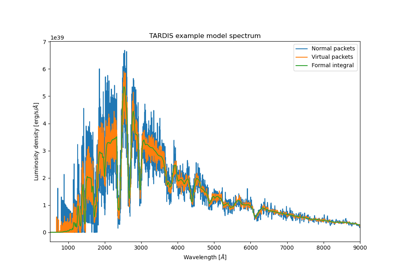 TARDIS example model spectrum
1e39
Normal packets
Virtual packets
Formal integral
Luminosity density [erg/s/Å]
7
6
5
4
3
2
1
0
1000 2000 3000 4000 5000 6000 7000 8000 9000
Wavelength [Å]